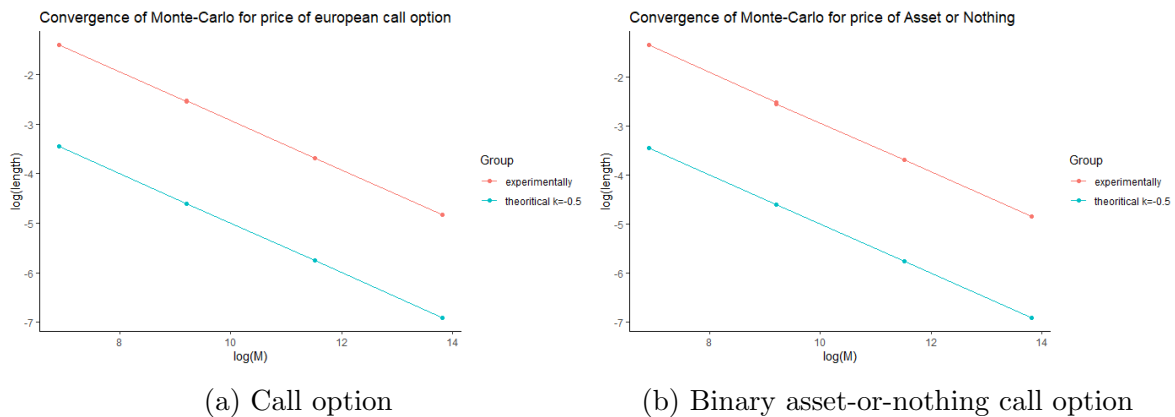 Convergence of Monte-Carlo for price of european call option
log(length)
-2
-3
-4
-5
-6
-7
8
10
12
14
log(M)
Group
experimentally
theoritical k=-0.5
(a) Call option
Convergence of Monte-Carlo for price of Asset or Nothing
log(length)
-2
-3
-4
-5
-6
-7
8
10
12
14
log(M)
Group
experimentally
theoritical k=-0.5
(b) Binary asset-or-nothing call option